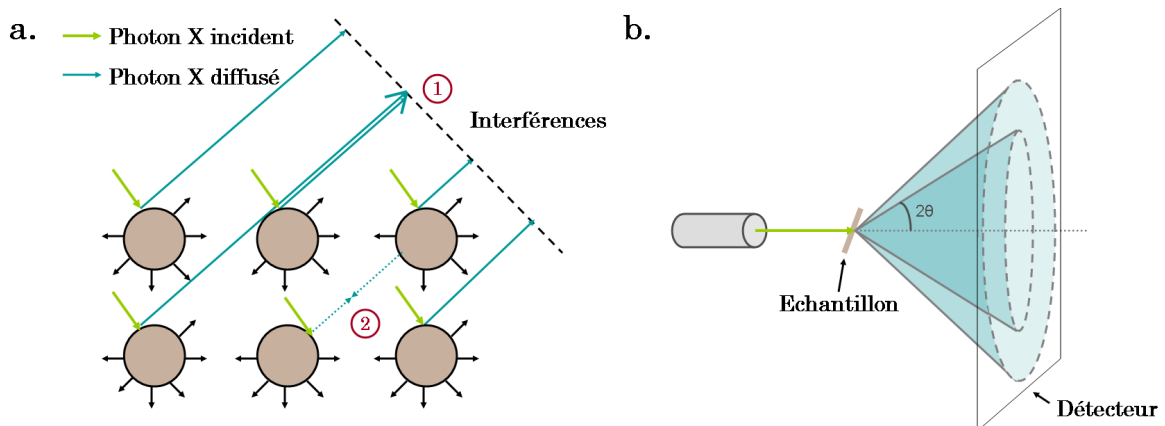 a.
Photon X incident
Photon X diffusé
1
Interférences
2
b.
2θ
Echantillon
Détecteur